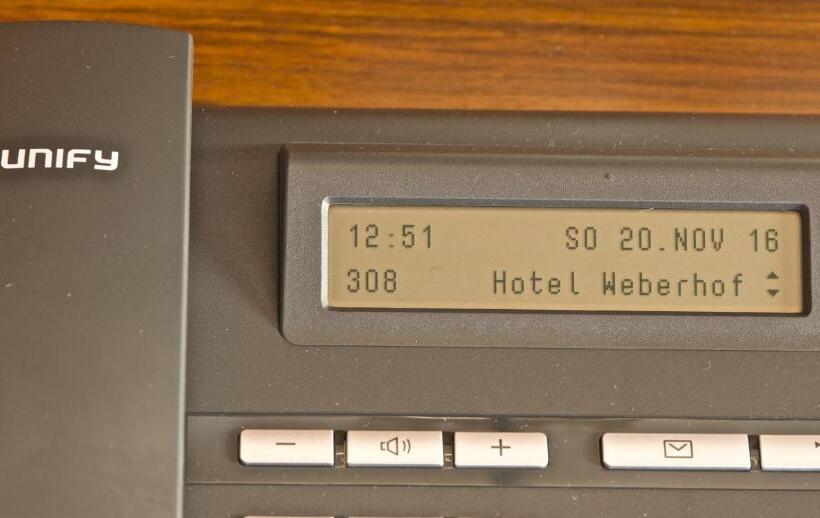 UNIFY
12:51 SO 20.NOV 16
308 Hotel Weberhof